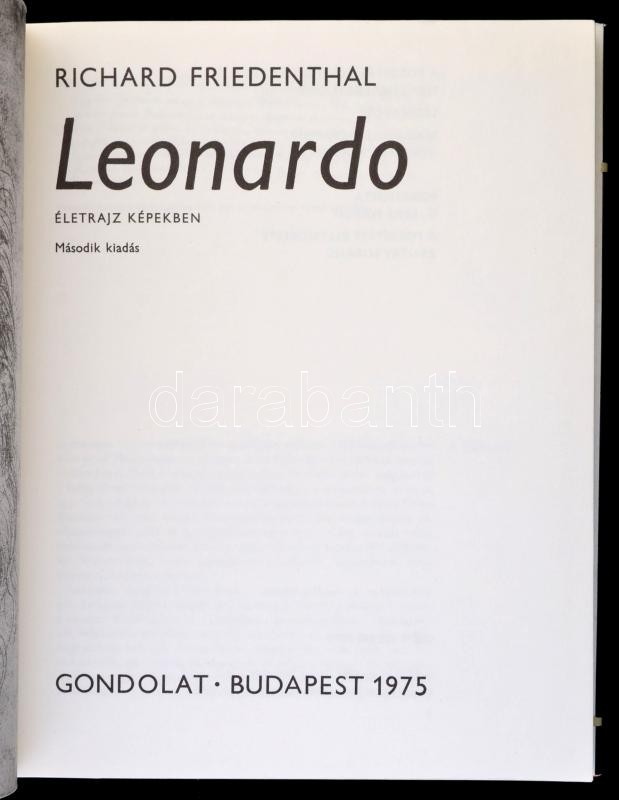 RICHARD FRIEDENTHAL
Leonardo
ÉLETRAJZ KÉPEKBEN
Második kiadás
darabanth
GONDOLAT · BUDAPEST 1975